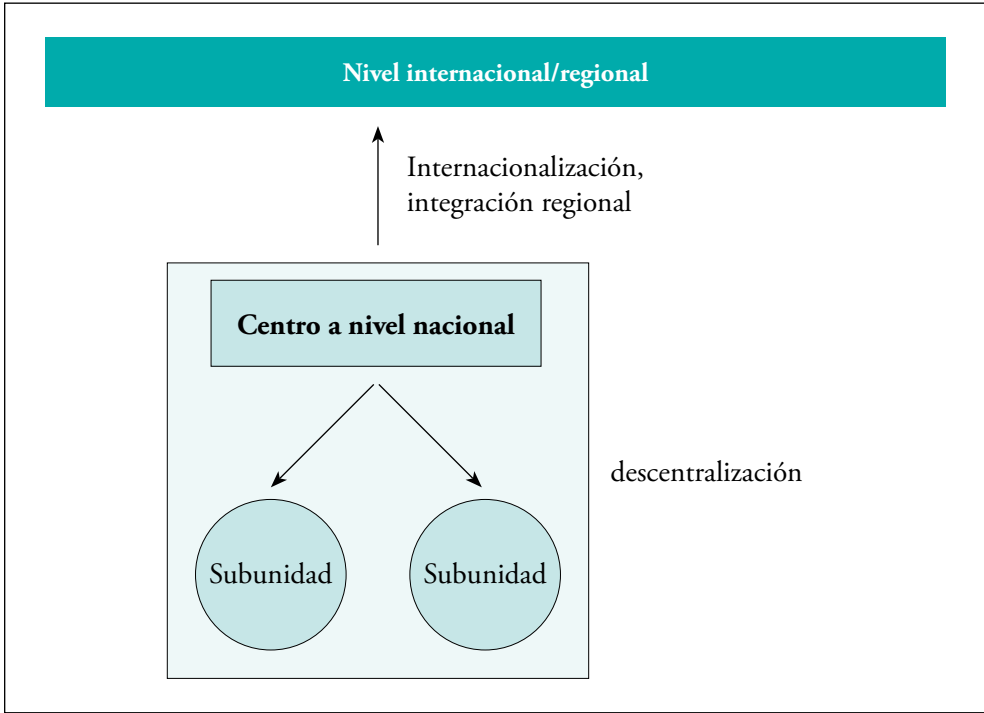 Nivel internacional/regional
Internacionalización,
integración regional
Centro a nivel nacional
descentralización
Subunidad
Subunidad